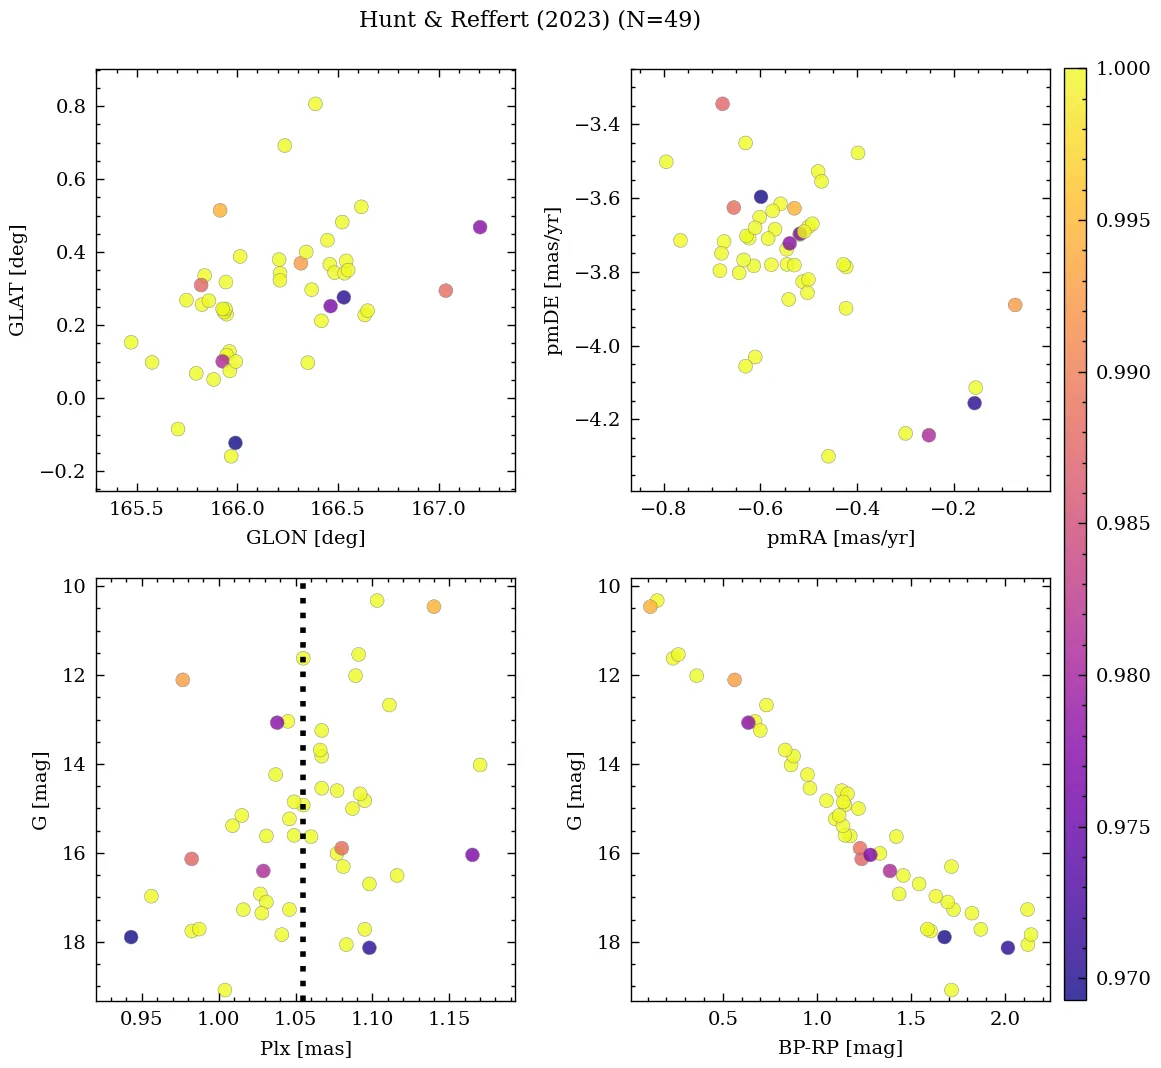 Hunt & Reffert (2023) (N=49)
0.8
0.6
0.4
0.2
0.0
−0.2
GLAT [deg]
165.5 166.0 166.5 167.0
GLON [deg]
−3.4
−3.6
−3.8
−4.0
−4.2
pmDE [mas/yr]
−0.8 −0.6 −0.4 −0.2
pmRA [mas/yr]
10
12
14
16
18
G [mag]
0.95 1.00 1.05 1.10 1.15
Plx [mas]
10
12
14
16
18
G [mag]
0.5 1.0 1.5 2.0
BP-RP [mag]
1.000
0.995
0.990
0.985
0.980
0.975
0.970